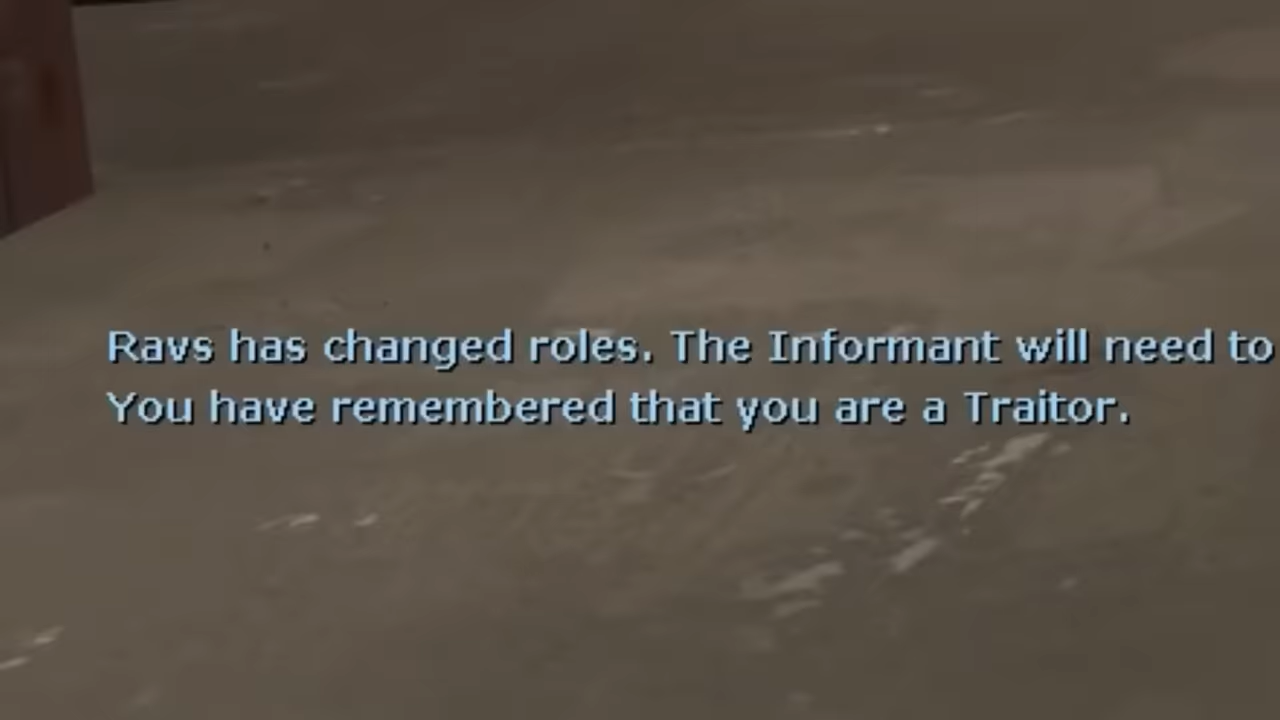 Ravs has changed roles. The Informant will need to
You have remembered that you are a Traitor.